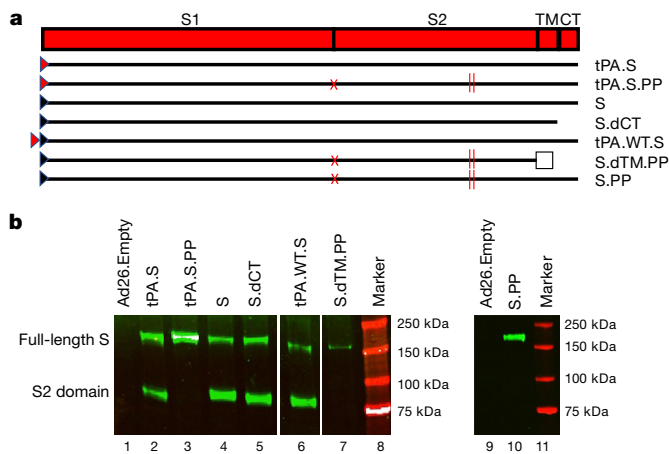 a
S1 S2 TM CT
tPA.S
tPA.S.PP
S
S.dCT
tPA.WT.S
S.dTM.PP
S.PP
b
Ad26.Empty
tPA.S
tPA.S.PP
S
S.dCT
tPA.WT.S
S.dTM.PP
Marker
Ad26.Empty
S.PP
Marker
Full-length S
S2 domain
250 kDa
150 kDa
100 kDa
75 kDa
250 kDa
150 kDa
100 kDa
75 kDa
1 2 3 4 5 6 7 8 9 10 11